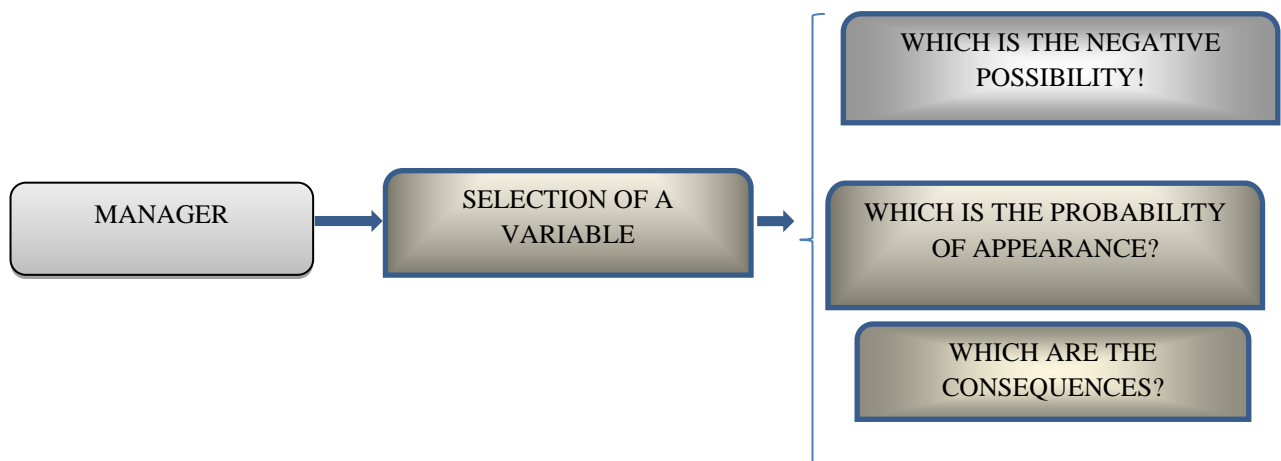 WHICH IS THE NEGATIVE
POSSIBILITY!
MANAGER
SELECTION OF A
VARIABLE
WHICH IS THE PROBABILITY
OF APPEARANCE?
WHICH ARE THE
CONSEQUENCES?